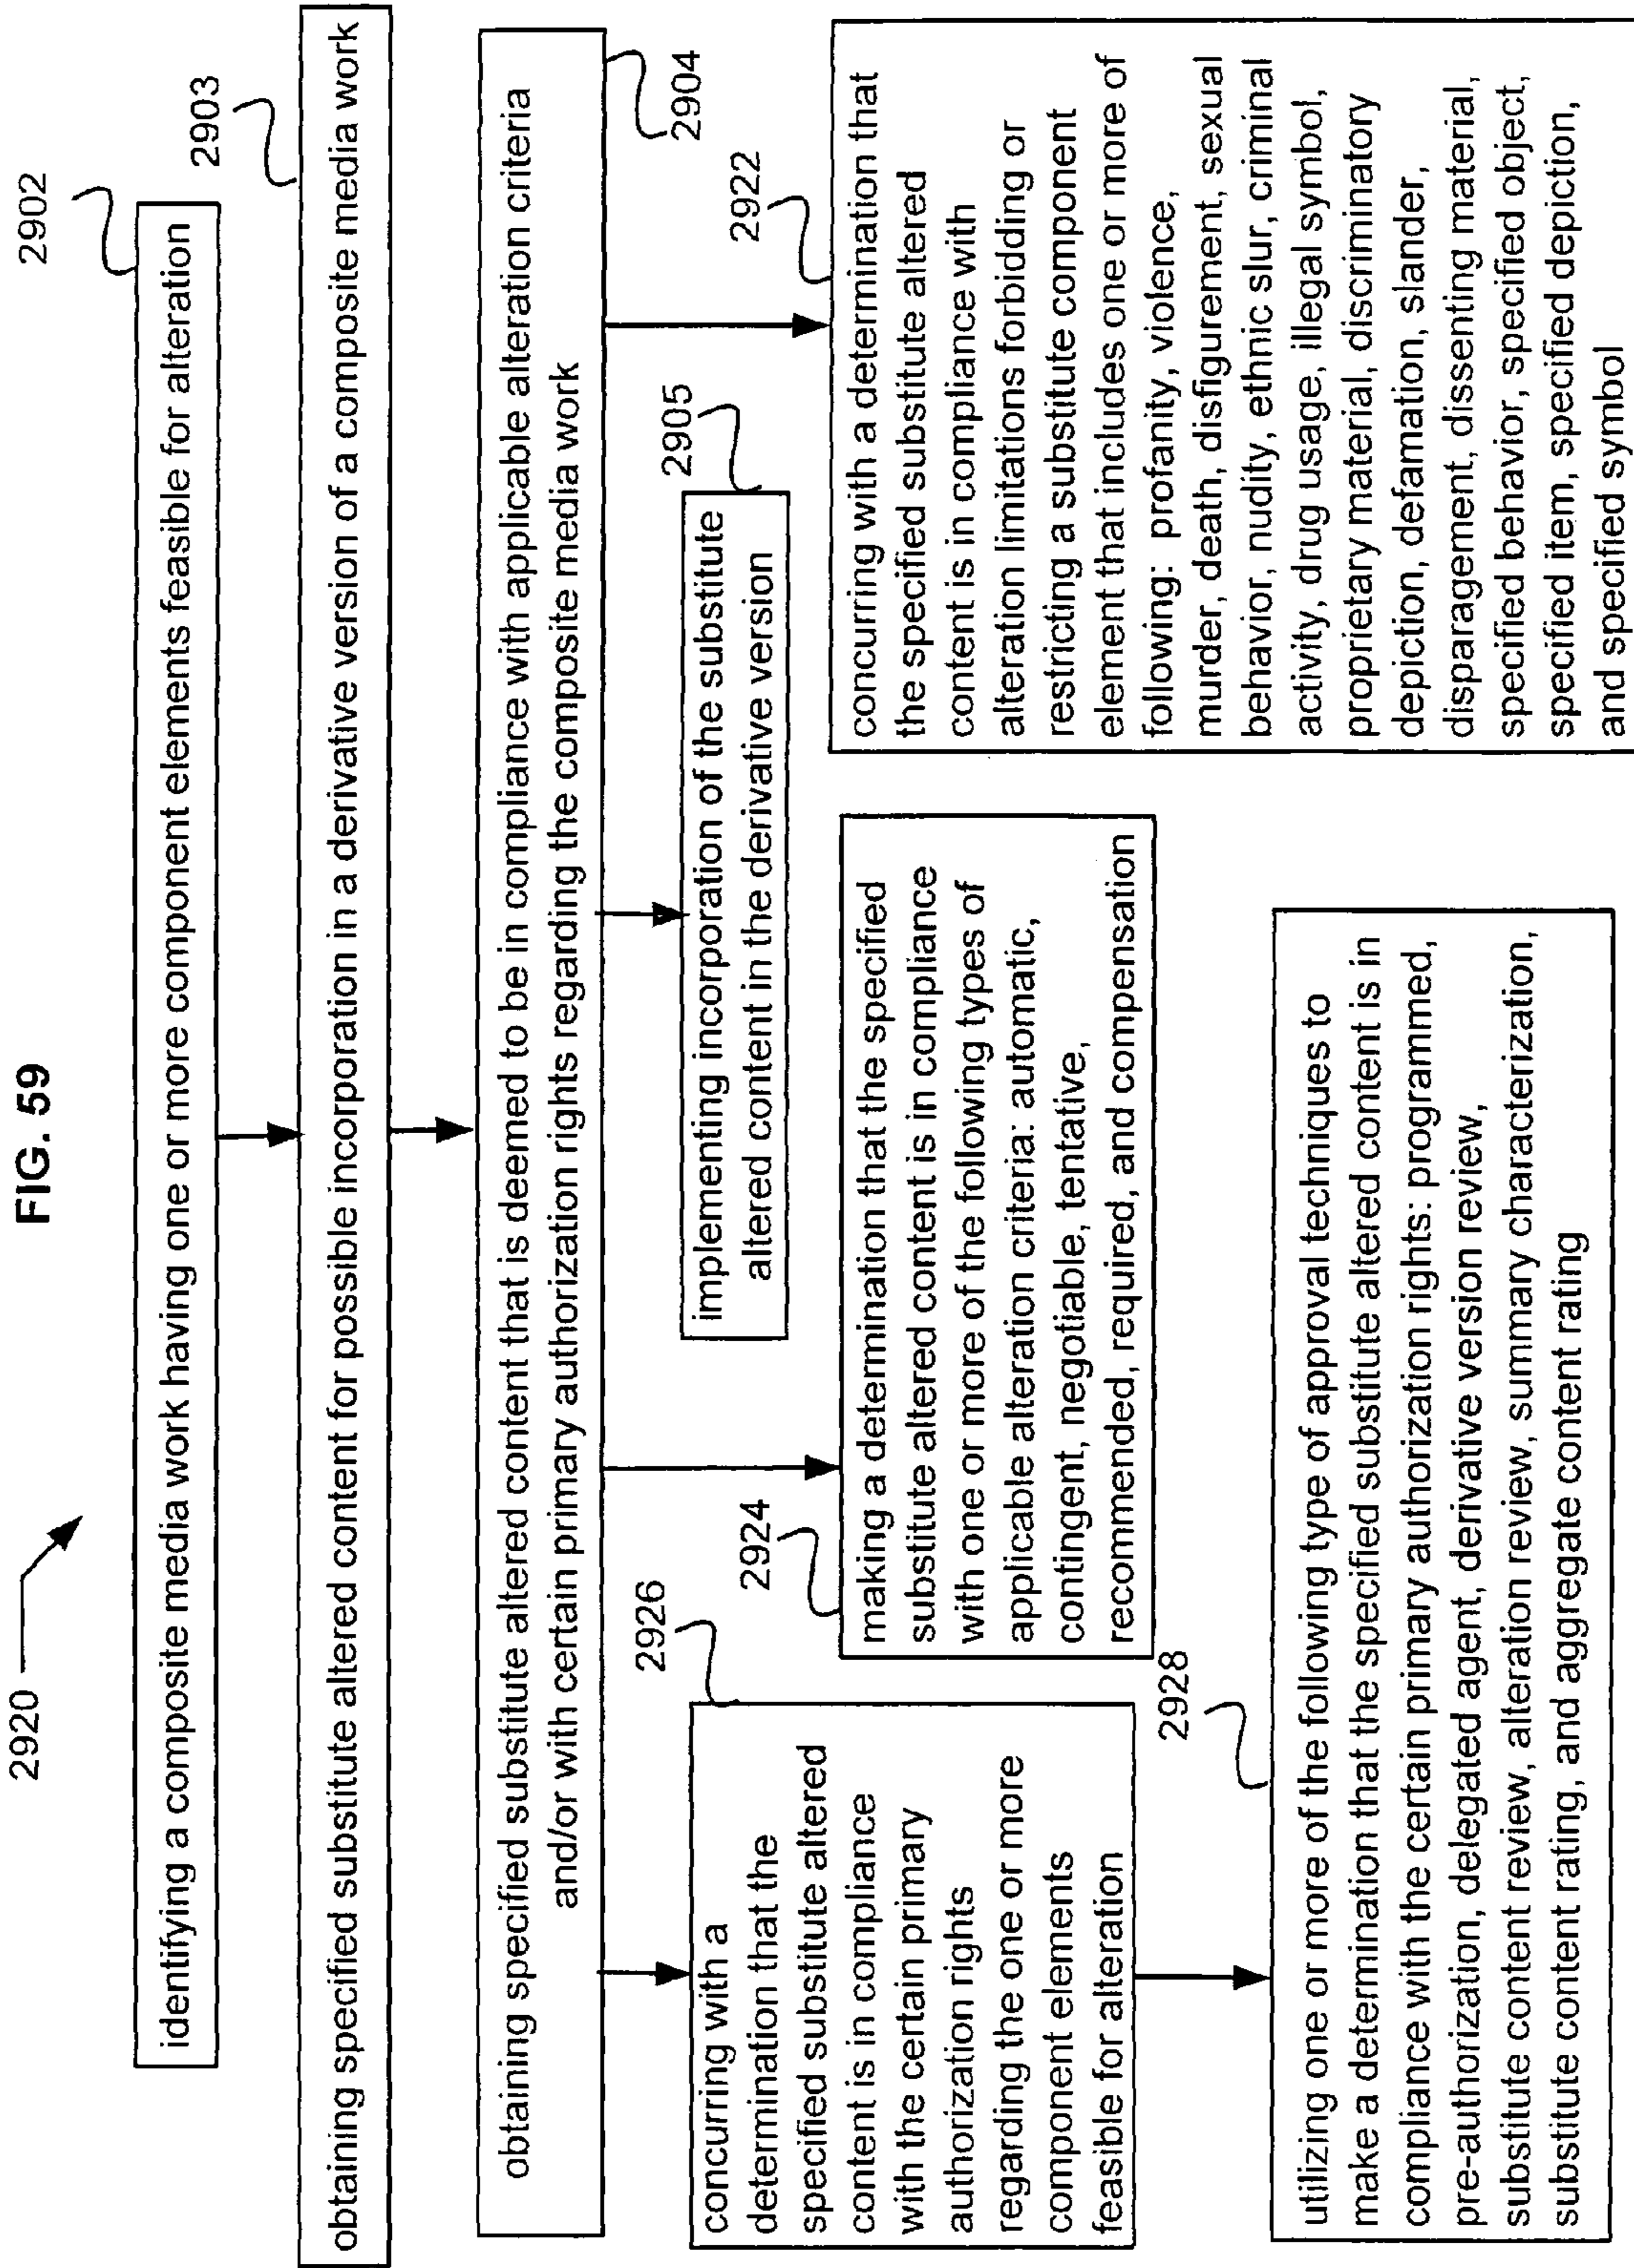 FIG. 59
2920
2902
identifying a composite media work having one or more component elements feasible for alteration
2903
obtaining specified substitute altered content for possible incorporation in a derivative version of a composite media work
obtaining specified substitute altered content that is deemed to be in compliance with applicable alteration criteria
and/or with certain primary authorization rights regarding the composite media work
2904
2926
concurring with a
determination that the
specified substitute altered
content is in compliance
with the certain primary
authorization rights
regarding the one or more
component elements
feasible for alteration
2924
making a determination that the specified
substitute altered content is in compliance
with one or more of the following types of
applicable alteration criteria: automatic,
contingent, negotiable, tentative,
recommended, required, and compensation
2905
implementing incorporation of the substitute
altered content in the derivative version
2922
concurring with a determination that
the specified substitute altered
content is in compliance with
alteration limitations forbidding or
restricting a substitute component
element that includes one or more of
following: profanity, violence,
murder, death, disfigurement, sexual
behavior, nudity, ethnic slur, criminal
activity, drug usage, illegal symbol,
proprietary material, discriminatory
depiction, defamation, slander,
disparagement, dissenting material,
specified behavior, specified object,
specified item, specified depiction,
and specified symbol
2928
utilizing one or more of the following type of approval techniques to
make a determination that the specified substitute altered content is in
compliance with the certain primary authorization rights: programmed,
pre-authorization, delegated agent, derivative version review,
substitute content review, alteration review, summary characterization,
substitute content rating, and aggregate content rating